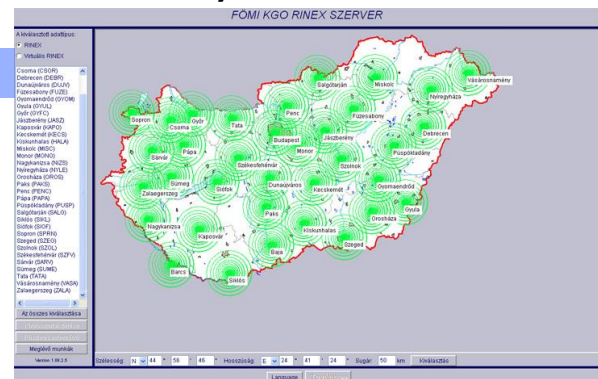 FÖMI KGO RINEX SZERVER
A kiválasztott adattípus:
RINEX
Virtuális RINEX
Csorna (CSOR)
Debrecen (DEBR)
Dunaújváros (DUJV)
Füzesabony (FUZE)
Gyomaendrőd (GYOM)
Gyula (GYUL)
Győr (GYFC)
Jászberény (JASZ)
Kaposvár (KAPO)
Kecskemét (KECS)
Kiskunhalas (HALA)
Miskolc (MISC)
Monor (MONO)
Nagykanizsa (NZS)
Nyíregyháza (NYLE)
Orosháza (OROS)
Paks (PAKS)
Penc (PENC)
Pápa (PAPA)
Püspökladány (PUSP)
Salgótarján (SALG)
Siklós (SIKL)
Siófok (SIOF)
Sopron (SPRN)
Szeged (SZEG)
Szolnok (SZOL)
Székesfehérvár (SZFV)
Sárvár (SARV)
Sümeg (SUME)
Tata (TATA)
Vásárosnamény (VASA)
Zalaegerszeg (ZALA)
Az összes kiválasztása
Meglévő munkák
Salgótarján
Miskolc
Vásárosnamény
Nyíregyháza
Sopron
Csorna
Győr
Tata
Penc
Füzesabony
Debrecen
Budapest
Jászberény
Sárvár
Pápa
Monor
Püspökladány
Székesfehérvár
Szolnok
Zalaegerszeg
Sümeg
Siófok
Dunaújváros
Kecskemét
Gyomaendrőd
Paks
Gyula
Orosháza
Nagykanizsa
Kaposvár
Kiskunhalas
Szeged
Baja
Barcs
Siklós
Szélesség: N 44 ° 56 ' 46 " Hosszúság: E 24 ° 41 ' 24 " Sugár: 50 km Kiválasztás
Language